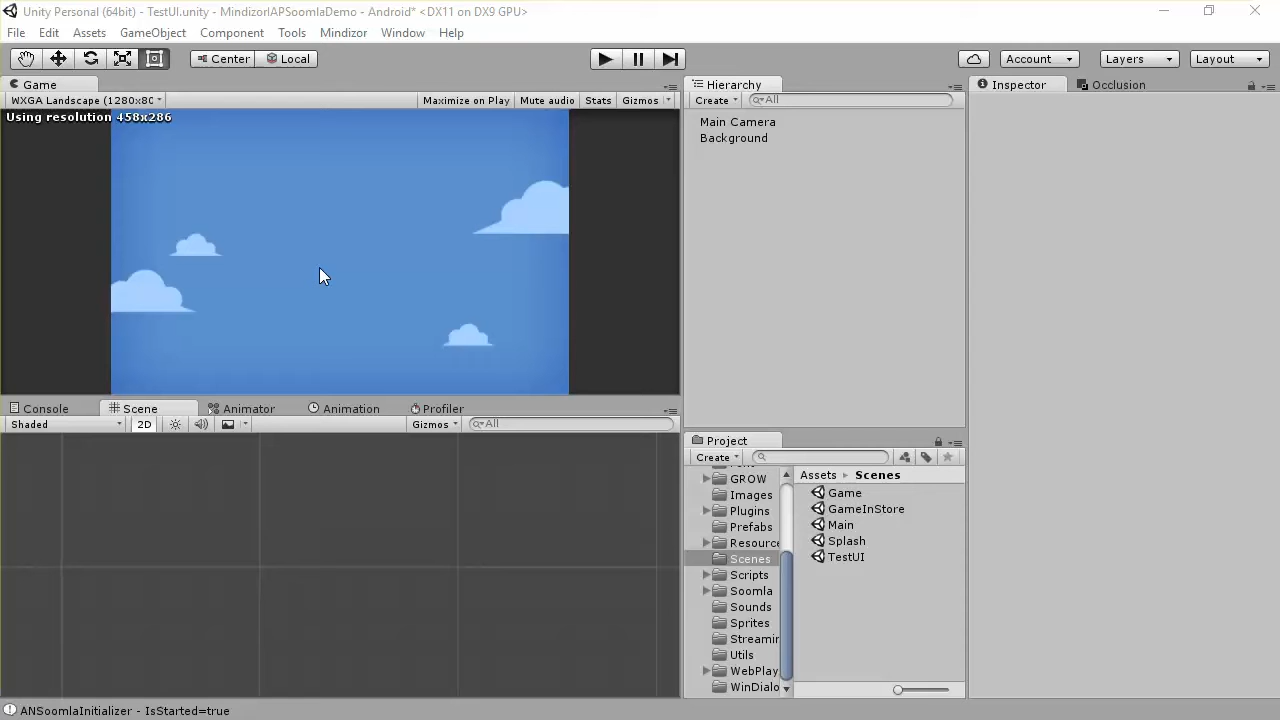 Unity Personal (64bit) - TestUI.unity - MindizorIAPSoomlaDemo - Android* <DX11 on DX9 GPU>
File Edit Assets GameObject Component Tools Mindizor Window Help
Center Local Account Layers Layout
Game
WXGA Landscape (1280x80 Maximize on Play Mute audio Stats Gizmos
Using resolution 458x286
Hierarchy
Create All
Main Camera
Background
Inspector Occlusion
Console Scene Animator Animation Profiler
Shaded 2D Gizmos All
Project
Create
Assets Scenes
GROW
Images
Plugins
Prefabs
Resource
Scenes
Scripts
Soomla
Sounds
Sprites
Streamin
Utils
WebPlay
WinDialo
Game
GameInStore
Main
Splash
TestUI
ANSoomlaInitializer - IsStarted=true